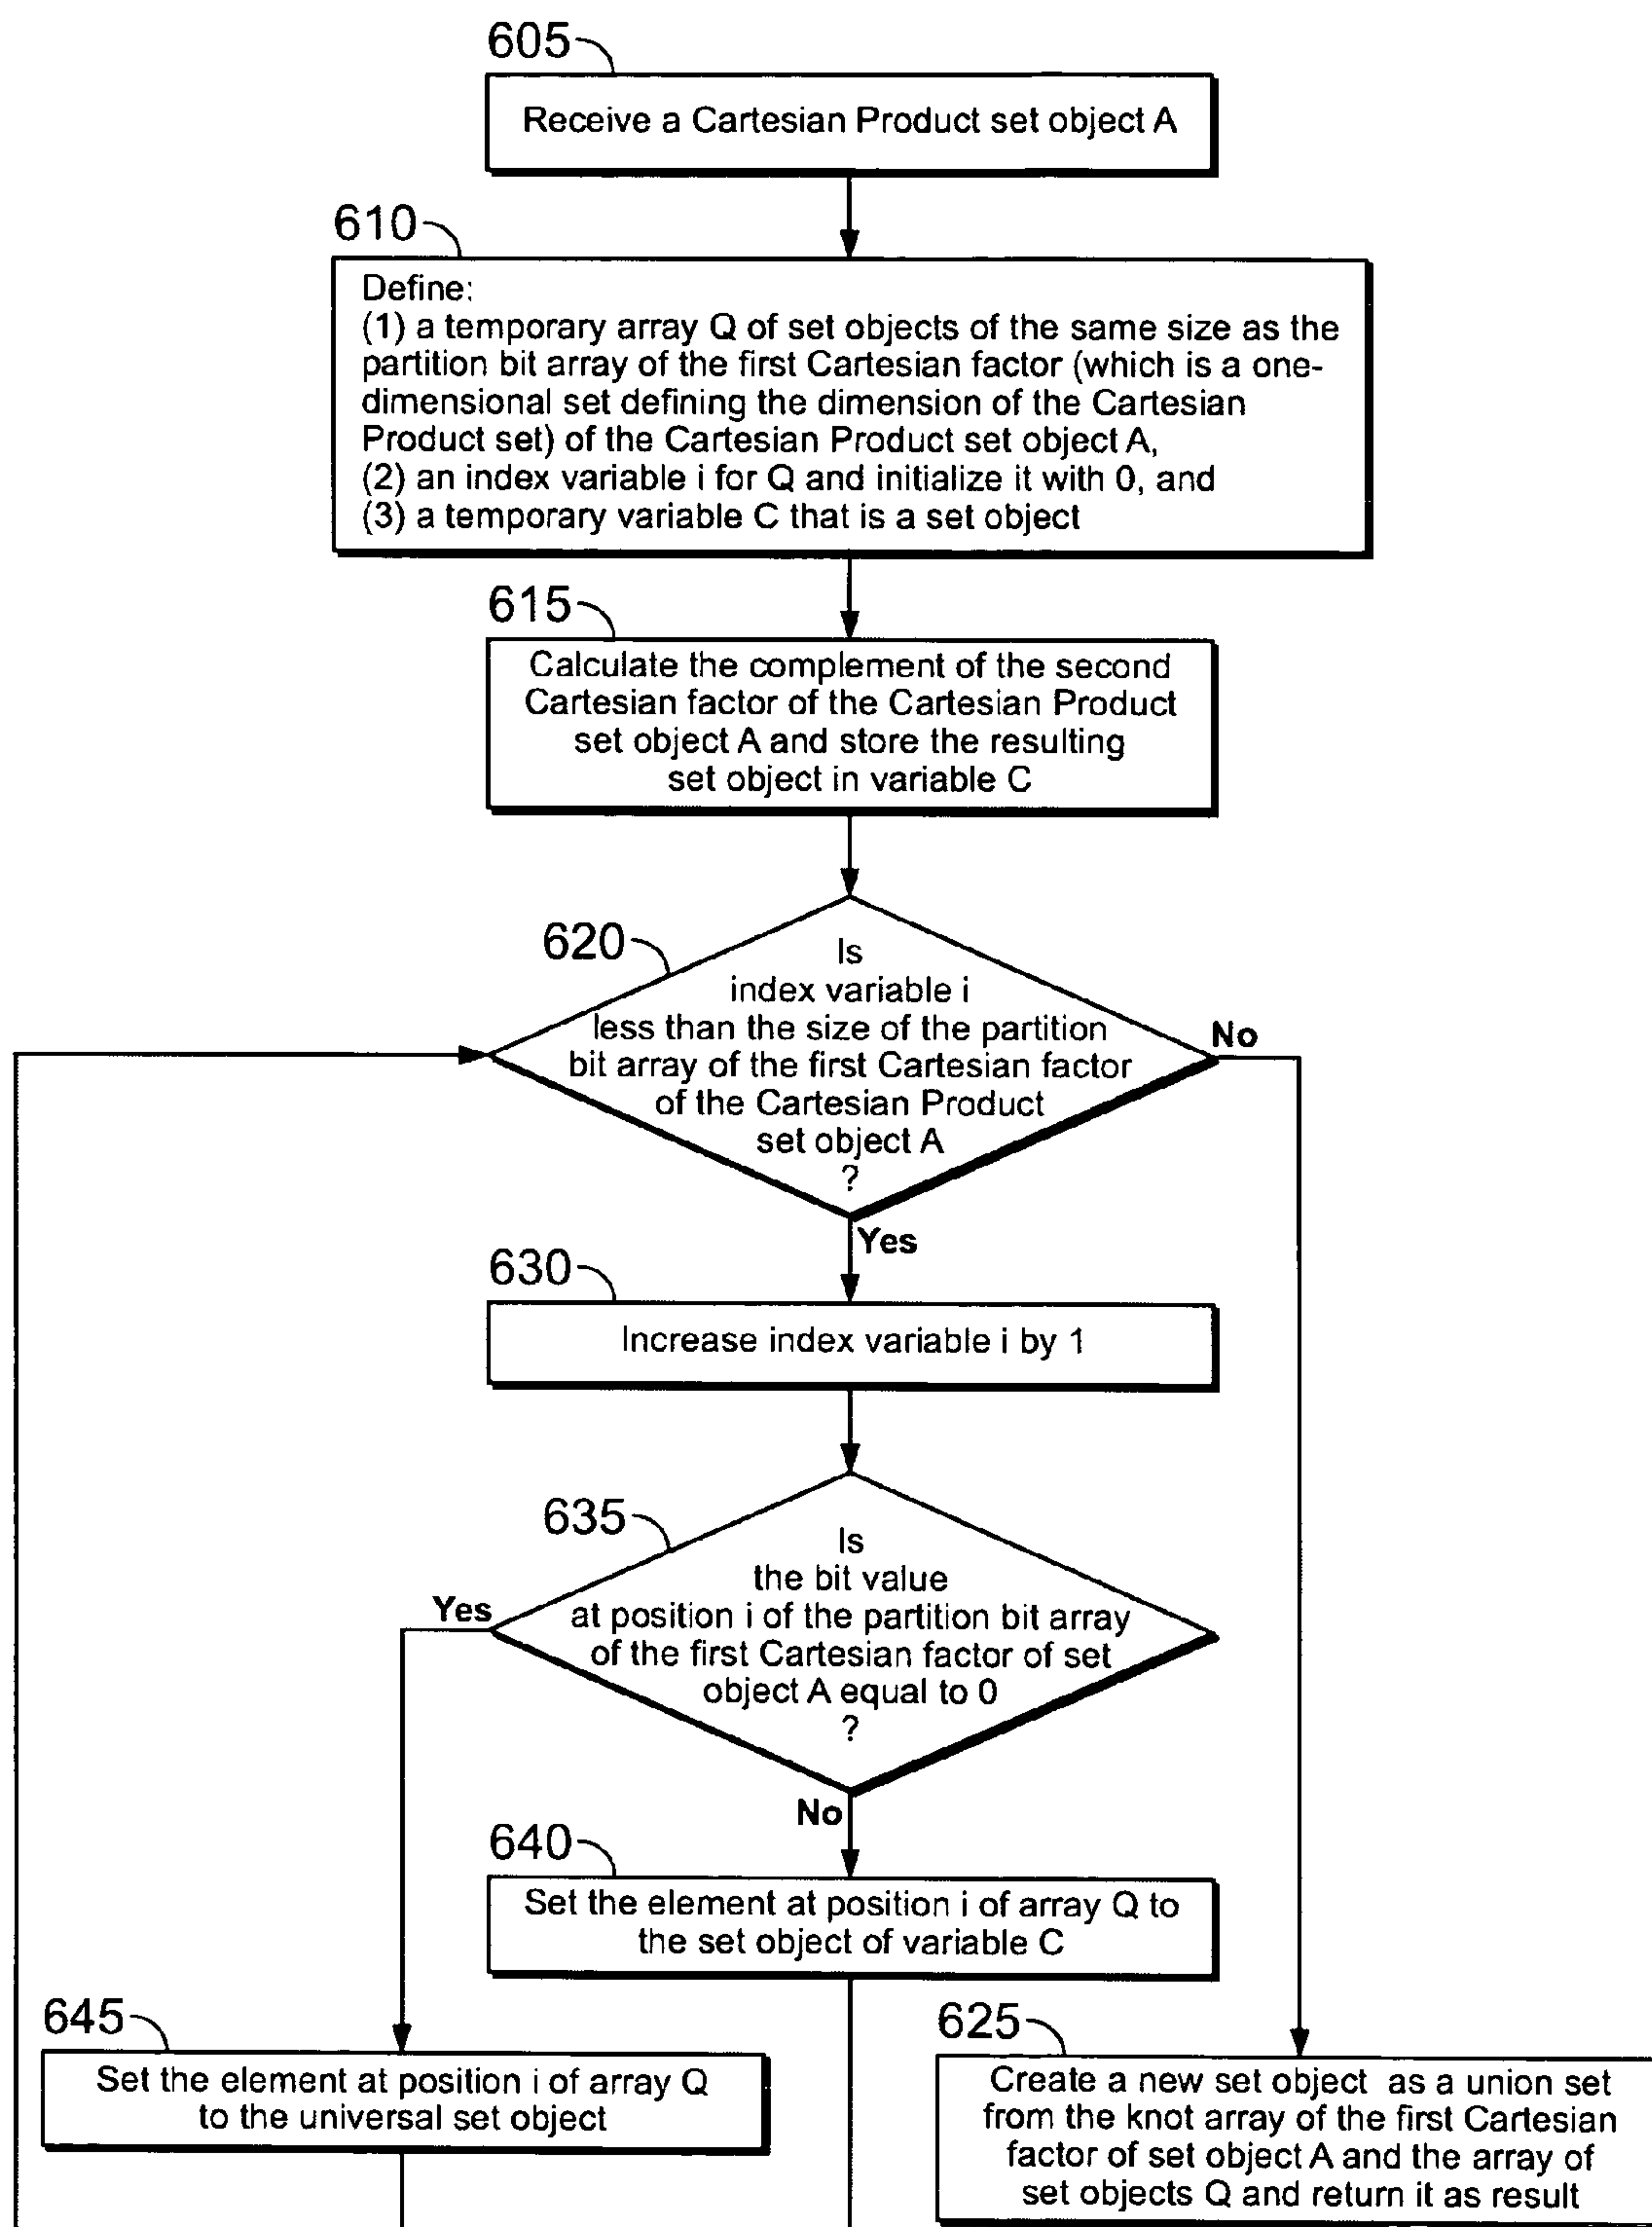 605
Receive a Cartesian Product set object A
610
Define:
(1) a temporary array Q of set objects of the same size as the
partition bit array of the first Cartesian factor (which is a one-
dimensional set defining the dimension of the Cartesian
Product set) of the Cartesian Product set object A,
(2) an index variable i for Q and initialize it with 0, and
(3) a temporary variable C that is a set object
615
Calculate the complement of the second
Cartesian factor of the Cartesian Product
set object A and store the resulting
set object in variable C
620
Is
index variable i
less than the size of the partition
bit array of the first Cartesian factor
of the Cartesian Product
set object A
?
No
Yes
630
Increase index variable i by 1
635
Is
the bit value
at position i of the partition bit array
of the first Cartesian factor of set
object A equal to 0
?
Yes
No
640
Set the element at position i of array Q to
the set object of variable C
645
Set the element at position i of array Q
to the universal set object
625
Create a new set object as a union set
from the knot array of the first Cartesian
factor of set object A and the array of
set objects Q and return it as result